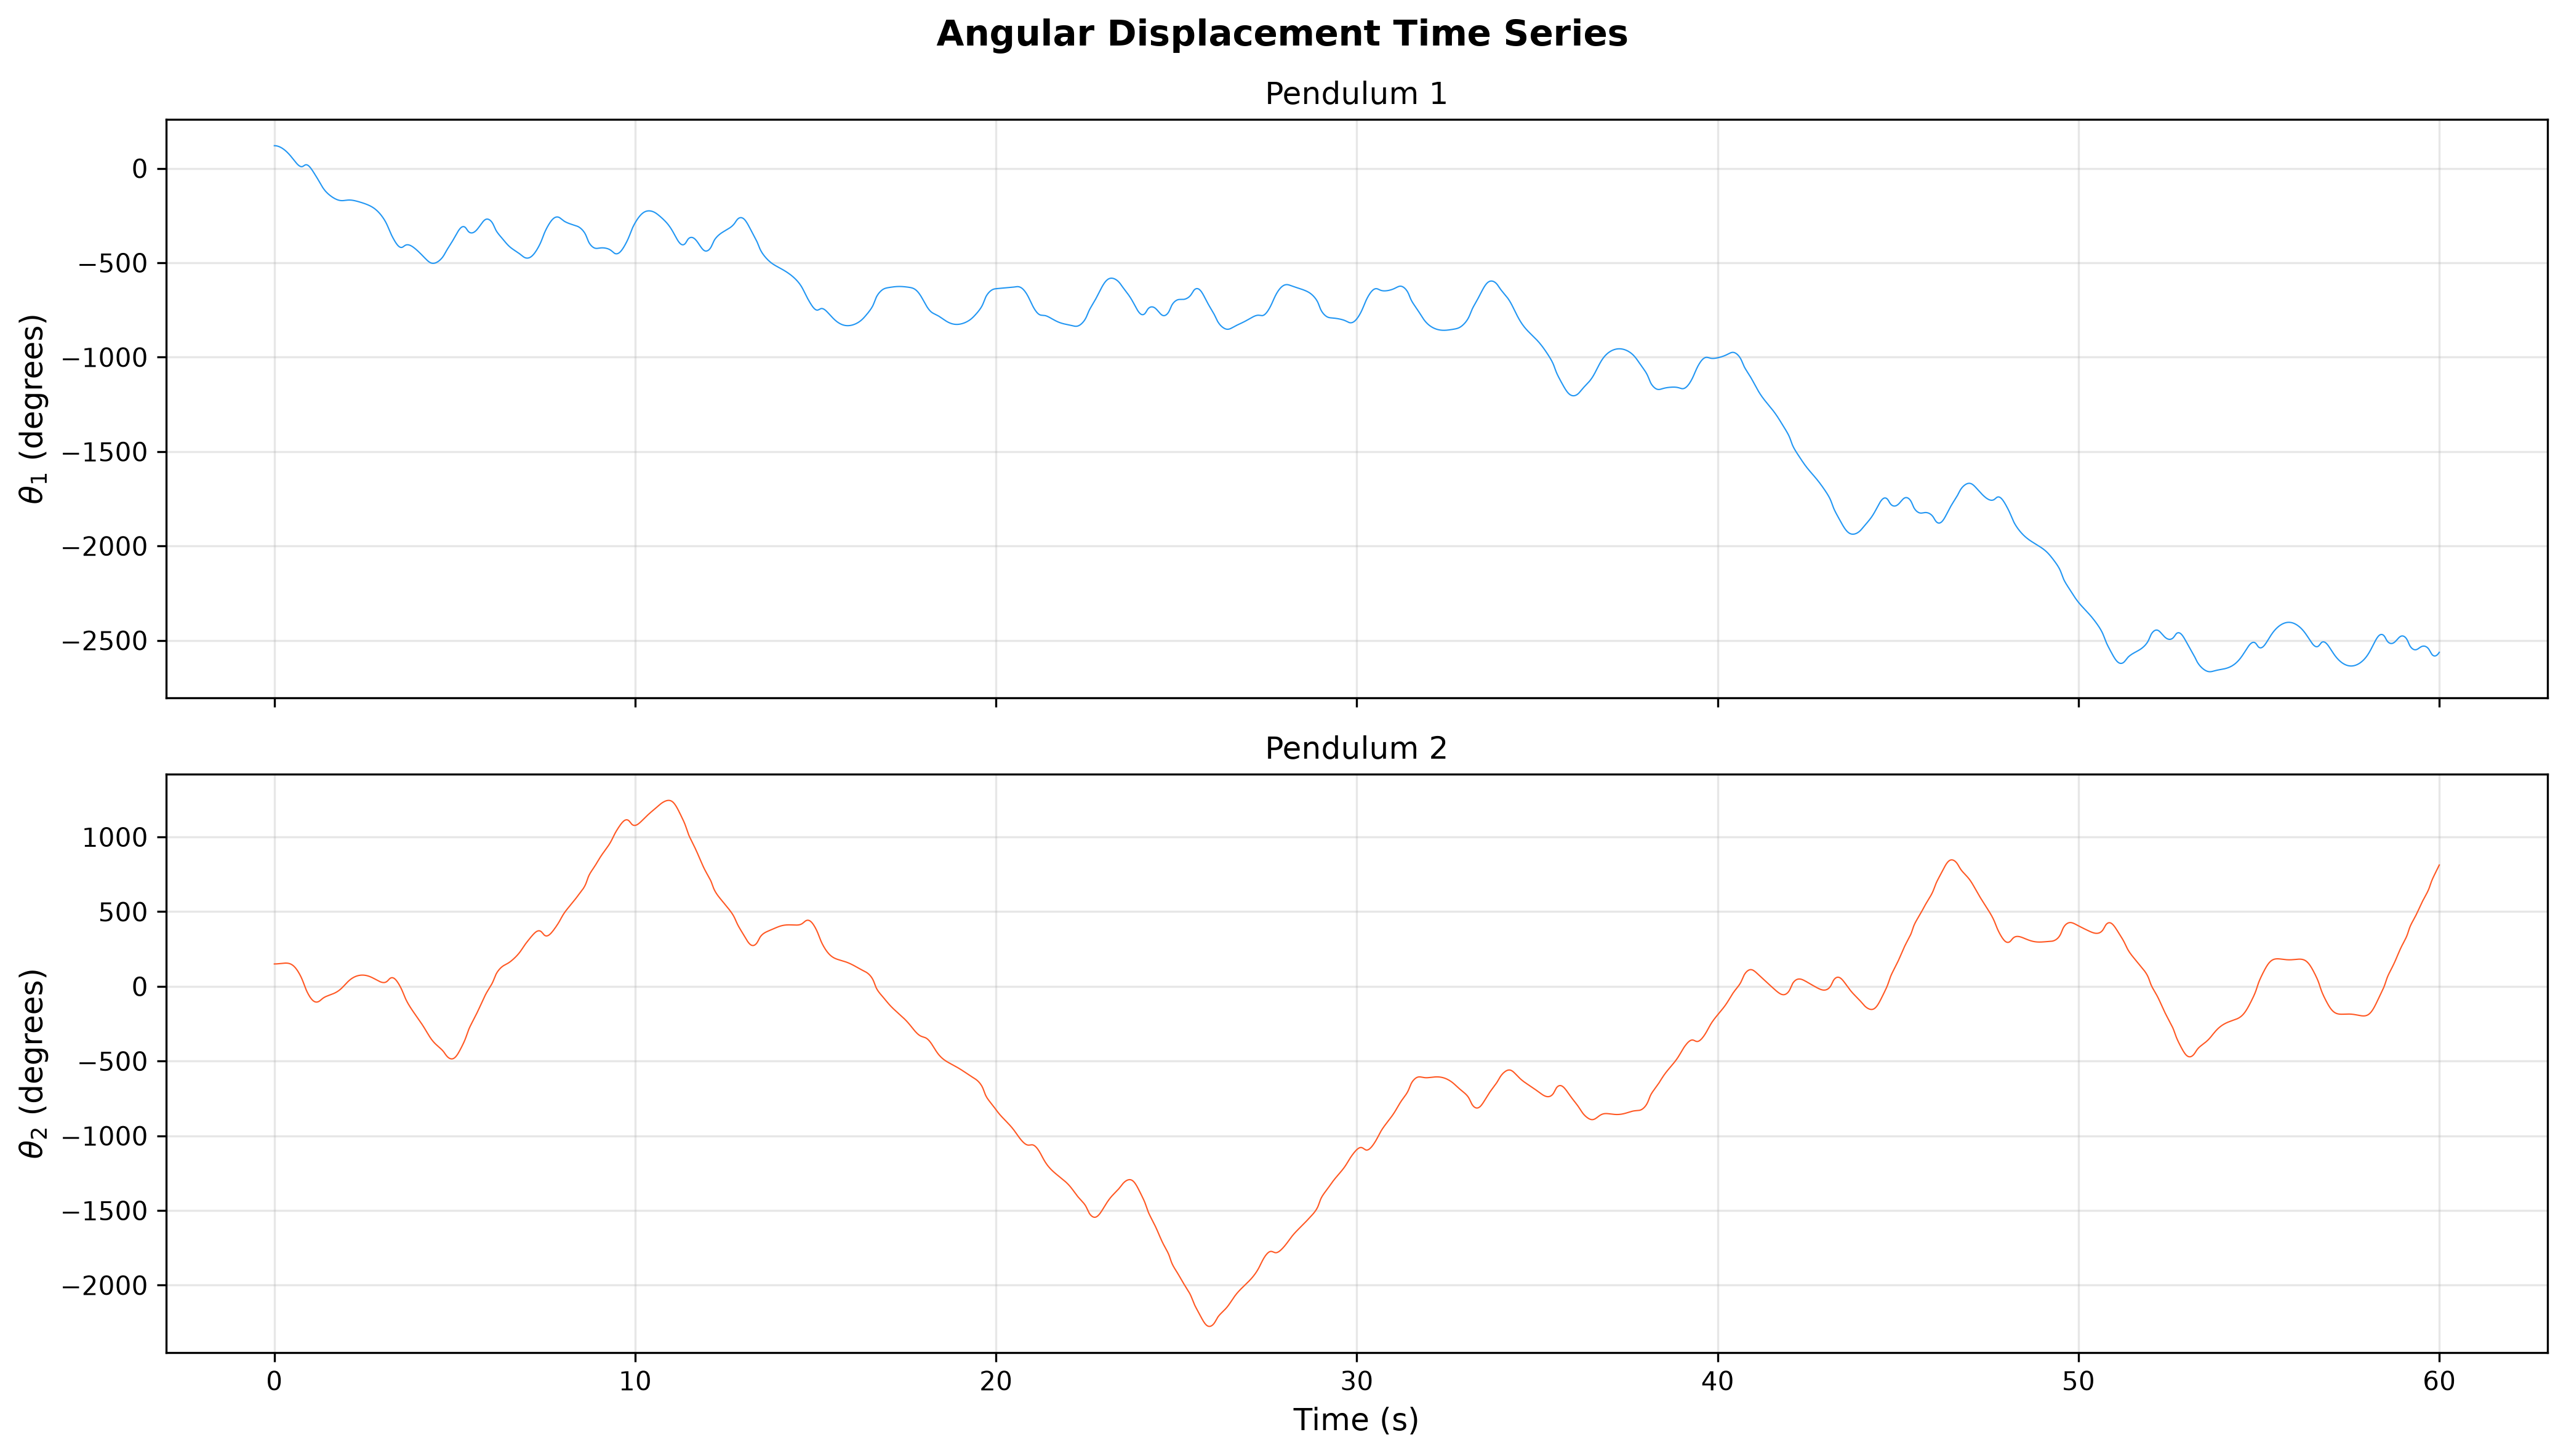 Angular Displacement Time Series
Pendulum 1
0
−500
−1000
−1500
−2000
−2500
θ1 (degrees)
Pendulum 2
1000
500
0
−500
−1000
−1500
−2000
θ2 (degrees)
0 10 20 30 40 50 60
Time (s)